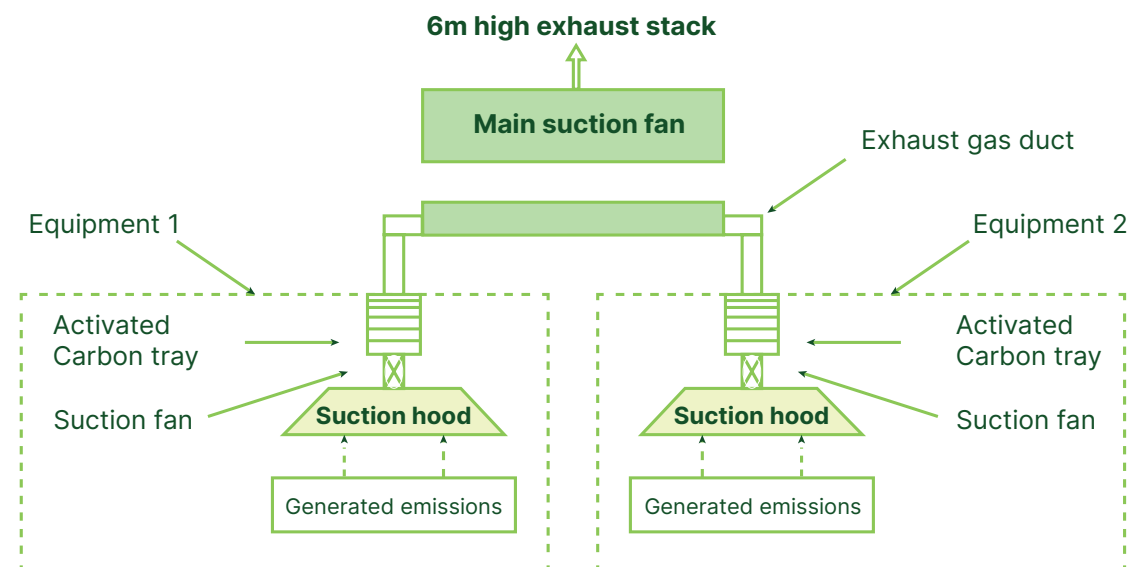 6m high exhaust stack
Main suction fan
Exhaust gas duct
Equipment 1
Equipment 2
Activated
Carbon tray
Activated
Carbon tray
Suction fan
Suction hood
Suction hood
Suction fan
Generated emissions
Generated emissions